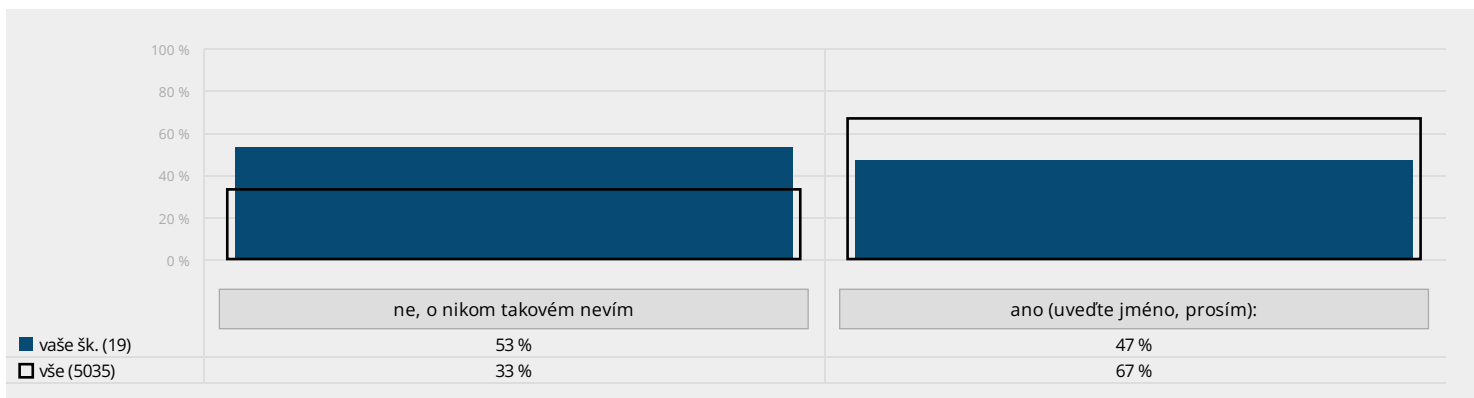 100 %
80 %
60 %
40 %
20 %
0 %
ne, o nikom takovém nevím ano (uveďte jméno, prosím):
vaše šk. (19) 53 % 47 %
vše (5035) 33 % 67 %